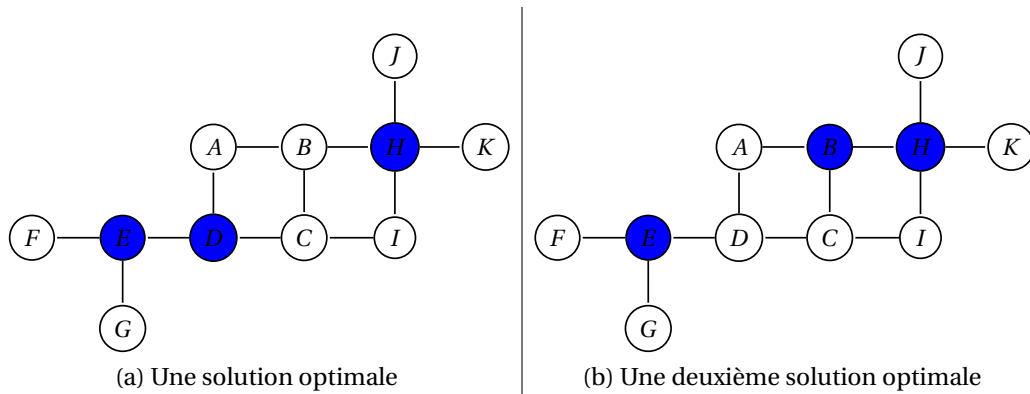 J
A B H K
F E D C I
G
(a) Une solution optimale
J
A B H K
F E D C I
G
(b) Une deuxième solution optimale